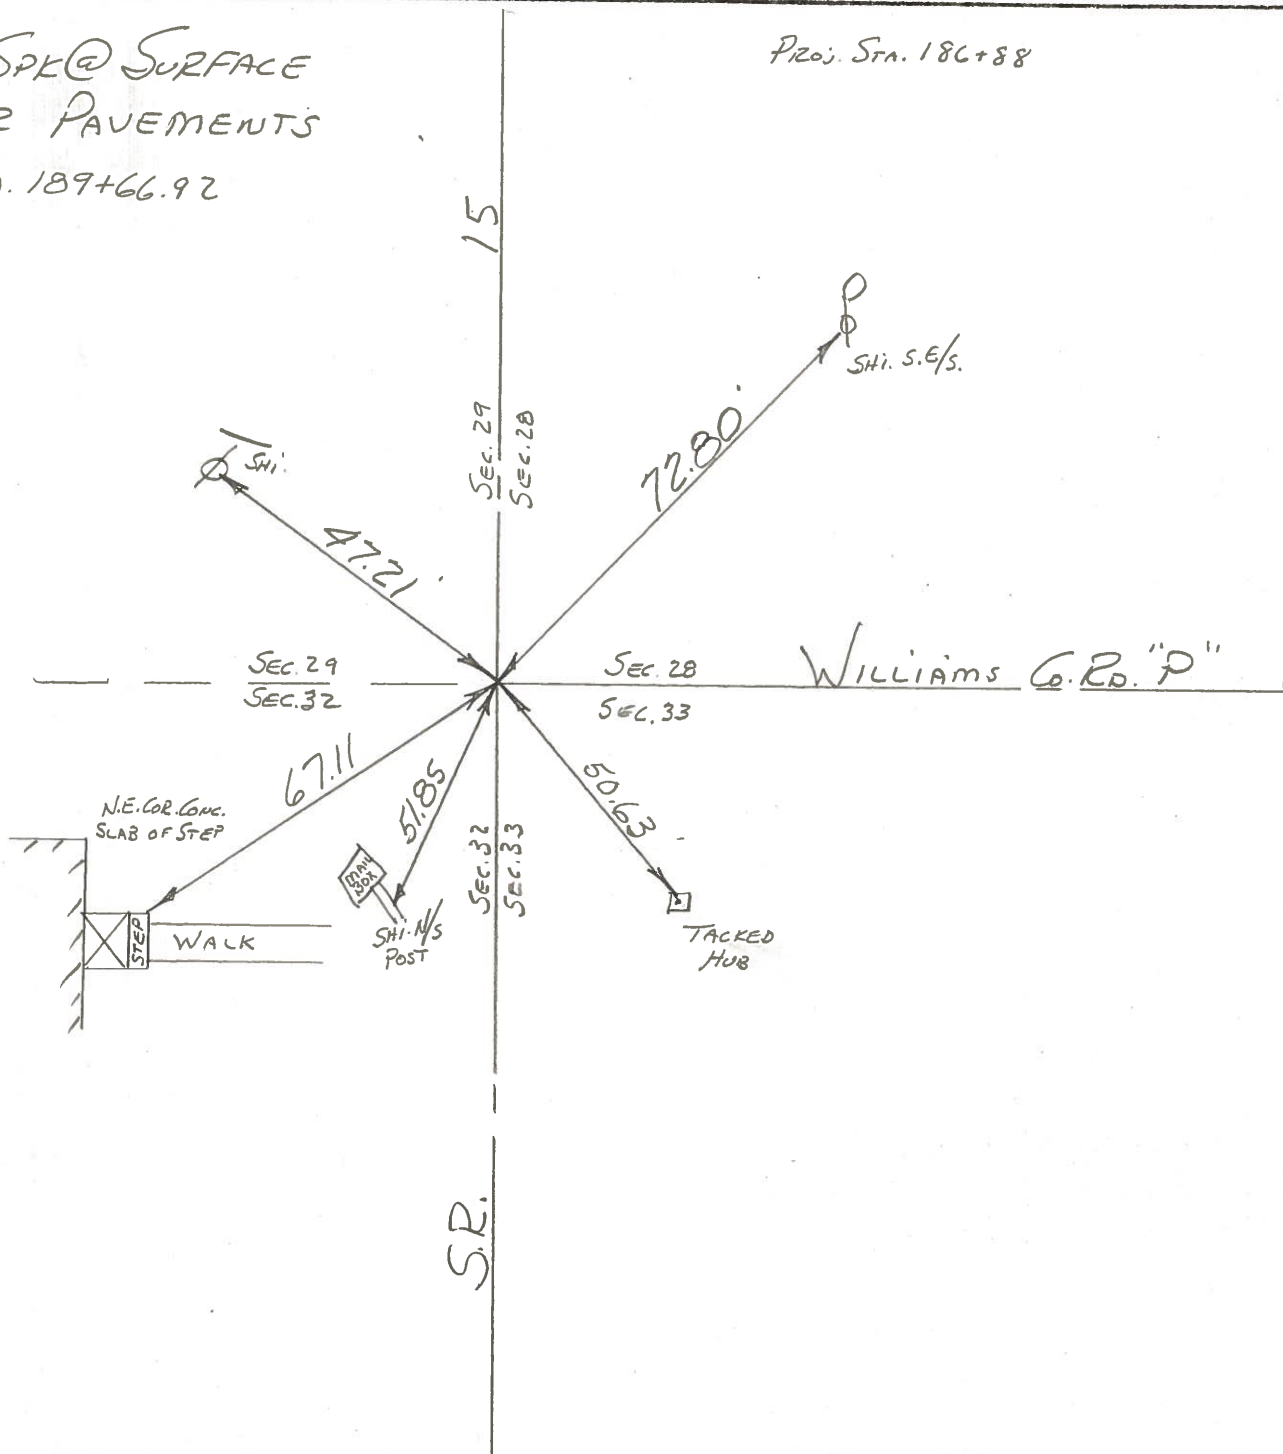 SPK @ SURFACE
PROJ. STA. 186+88
PAVEMENTS
189+66.92
15
SHI. S.E/S.
SEC. 29
SEC. 28
72.80'
SHI.
47.21'
SEC. 29
SEC. 32
SEC. 28
SEC. 33
WILLIAMS CO. RD. "P"
67.11
51.85
50.63
N.E. COR. CONC.
SLAB OF STEP
MAIL
BOX
SEC. 32
SEC. 33
STEP
WALK
SHI. N/S
POST
TACKED
HUB
S.R.